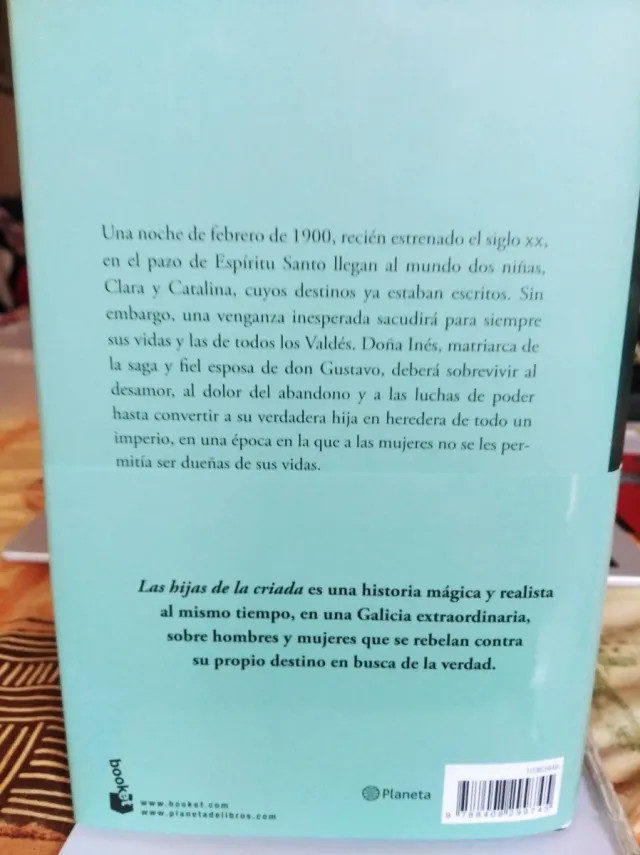 Una noche de febrero de 1900, recién estrenado el siglo XX,
en el pazo de Espíritu Santo llegan al mundo dos niñas,
Clara y Catalina, cuyos destinos ya estaban escritos. Sin
embargo, una venganza inesperada sacudirá para siempre
sus vidas y las de todos los Valdés. Doña Inés, matriarca de
la saga y fiel esposa de don Gustavo, deberá sobrevivir al
desamor, al dolor del abandono y a las luchas de poder
hasta convertir a su verdadera hija en heredera de todo un
imperio, en una época en la que a las mujeres no se les per-
mitía ser dueñas de sus vidas.
Las hijas de la criada es una historia mágica y realista
al mismo tiempo, en una Galicia extraordinaria,
sobre hombres y mujeres que se rebelan contra
su propio destino en busca de la verdad.
booket
www.booket.com
www.planetadelibros.com
Planeta